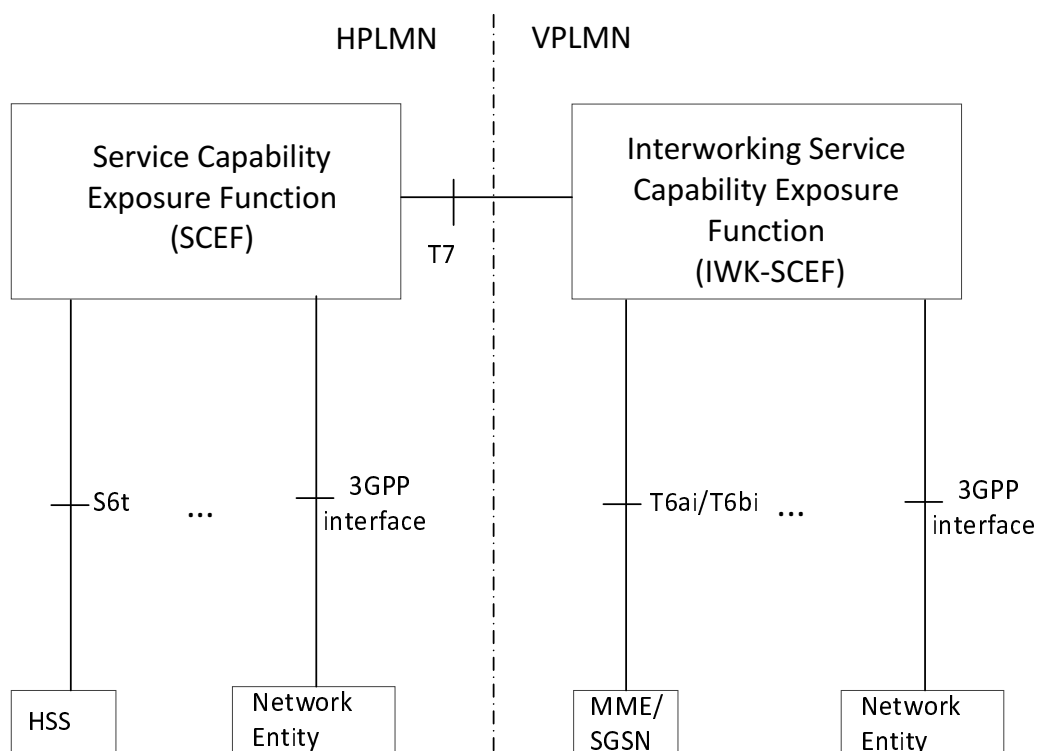 HPLMN
VPLMN
Service Capability
Exposure Function
(SCEF)
T7
Interworking Service
Capability Exposure
Function
(IWK-SCEF)
S6t
...
3GPP
interface
T6ai/T6bi
...
3GPP
interface
HSS
Network
Entity
MME/
SGSN
Network
Entity